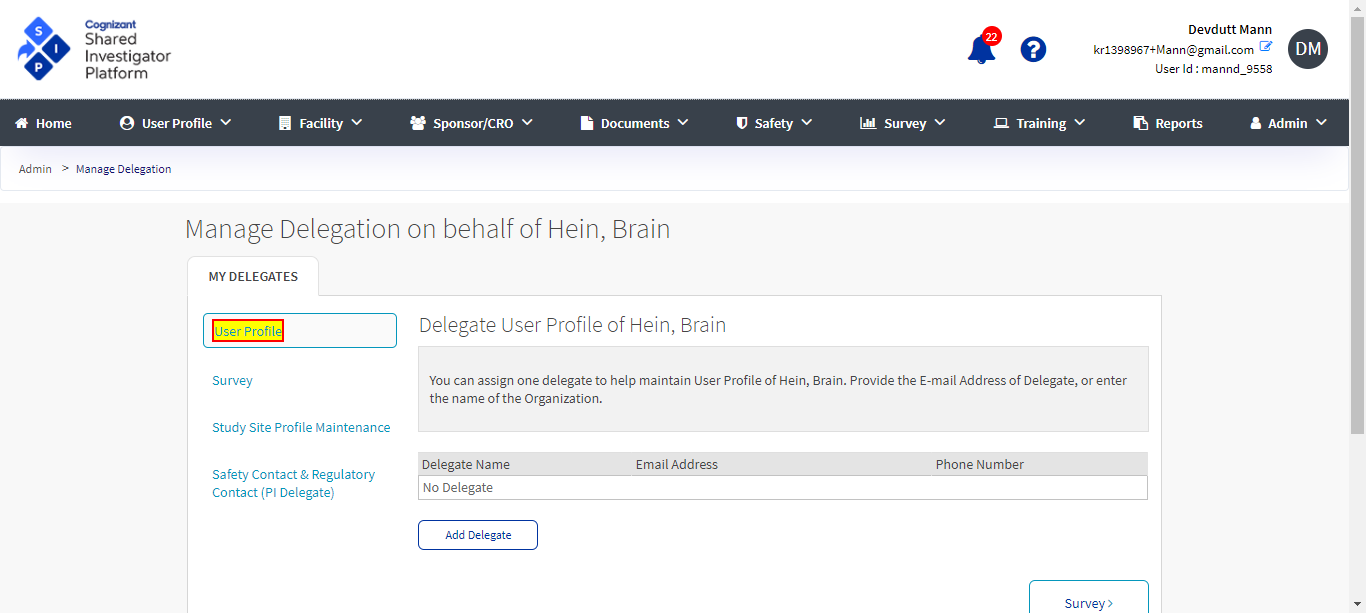 S
I
P
Cognizant
Shared
Investigator
Platform
22
?
Devdutt Mann
kr1398967+Mann@gmail.com
User Id : mannd_9558
DM
Home User Profile Facility Sponsor/CRO Documents Safety Survey Training Reports Admin
Admin > Manage Delegation
Manage Delegation on behalf of Hein, Brain
MY DELEGATES
User Profile
Survey
Study Site Profile Maintenance
Safety Contact & Regulatory
Contact (PI Delegate)
Delegate User Profile of Hein, Brain
You can assign one delegate to help maintain User Profile of Hein, Brain. Provide the E-mail Address of Delegate, or enter
the name of the Organization.
Delegate Name Email Address Phone Number
No Delegate
Add Delegate
Survey >